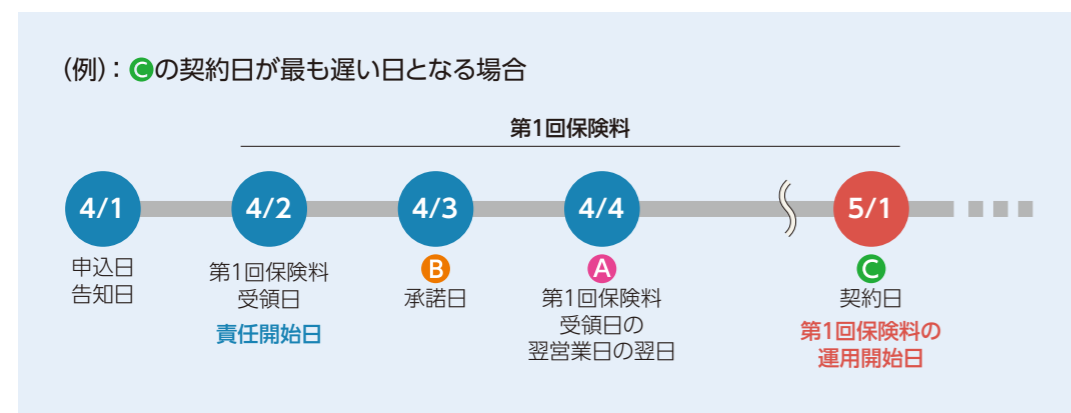 (例)：Cの契約日が最も遅い日となる場合
第1回保険料
4/1
4/2
4/3
4/4
5/1
申込日
告知日
第1回保険料
受領日
責任開始日
B
承諾日
A
第1回保険料
受領日の
翌営業日の翌日
C
契約日
第1回保険料の
運用開始日